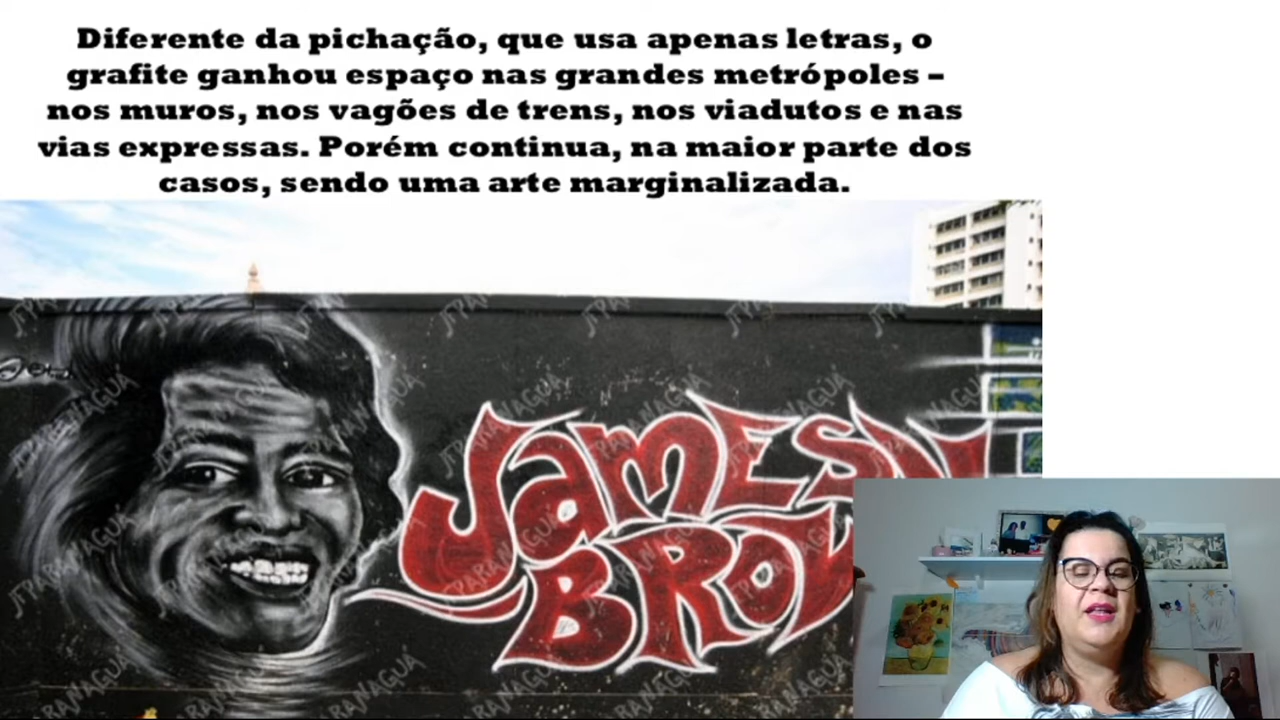 Diferente da pichação, que usa apenas letras, o
grafite ganhou espaço nas grandes metrópoles –
nos muros, nos vagões de trens, nos viadutos e nas
vias expressas. Porém continua, na maior parte dos
casos, sendo uma arte marginalizada.
JAMES
BRO